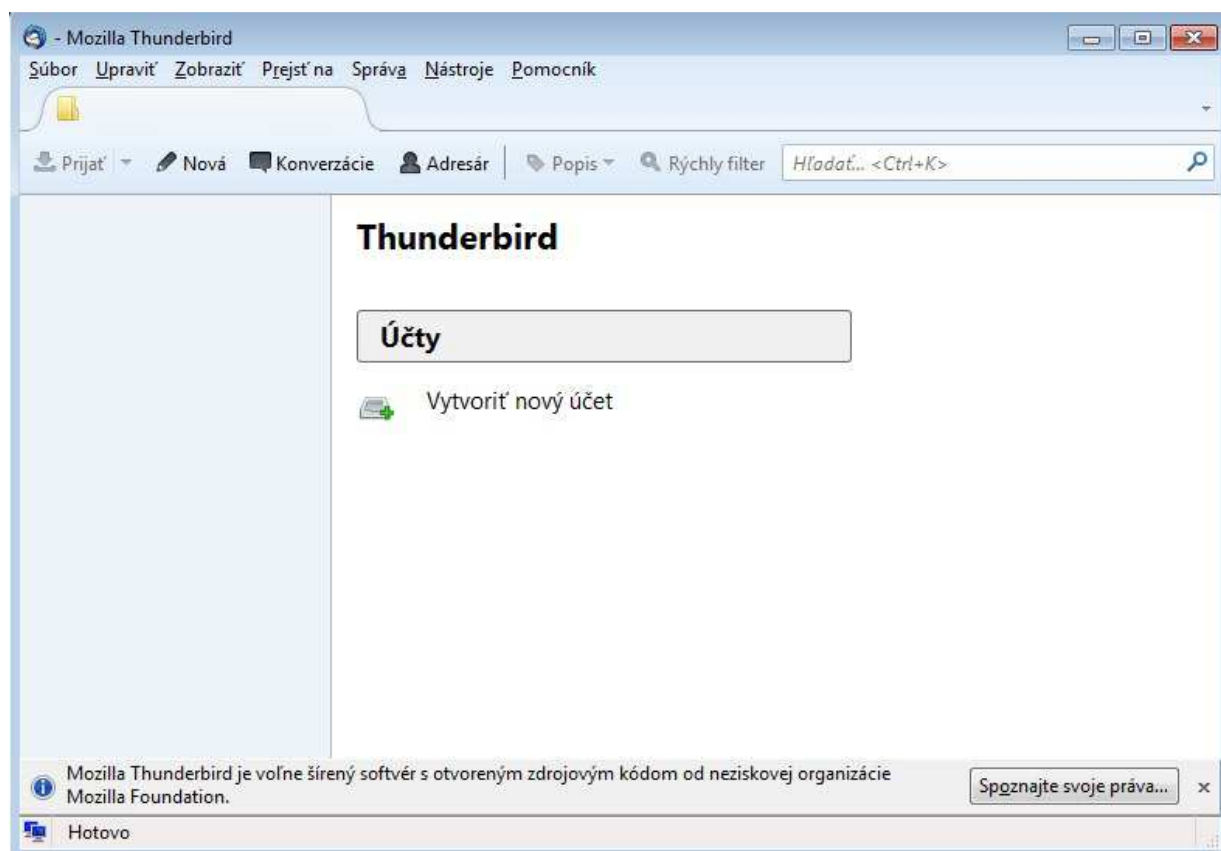 - Mozilla Thunderbird
Súbor Upraviť Zobraziť Prejsť na Správa Nástroje Pomocník
Prijať Nová Konverzácie Adresár Popis Rýchly filter Hľadať... <Ctrl+K>
Thunderbird
Účty
Vytvoriť nový účet
Mozilla Thunderbird je voľne šírený softvér s otvoreným zdrojovým kódom od neziskovej organizácie
Mozilla Foundation.
Spoznajte svoje práva...
Hotovo